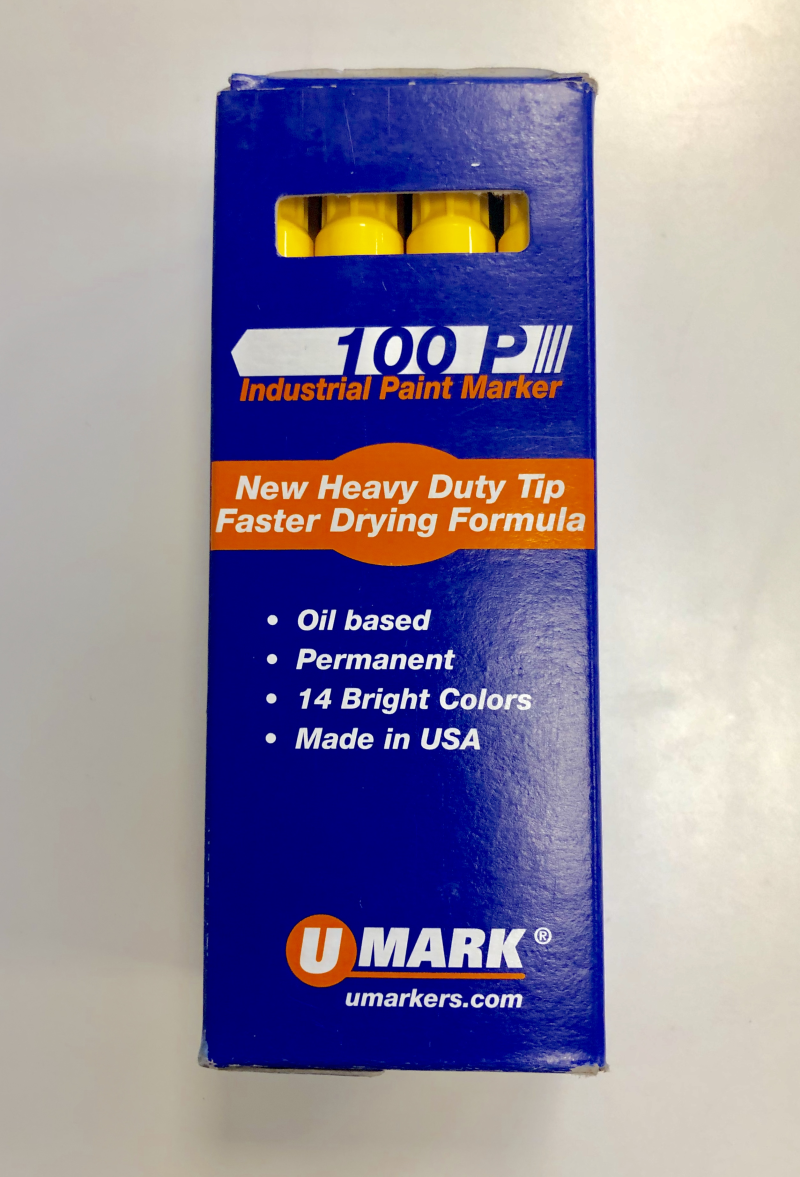 100 P
Industrial Paint Marker
New Heavy Duty Tip
Faster Drying Formula
• Oil based
• Permanent
• 14 Bright Colors
• Made in USA
UMARK®
umarkers.com